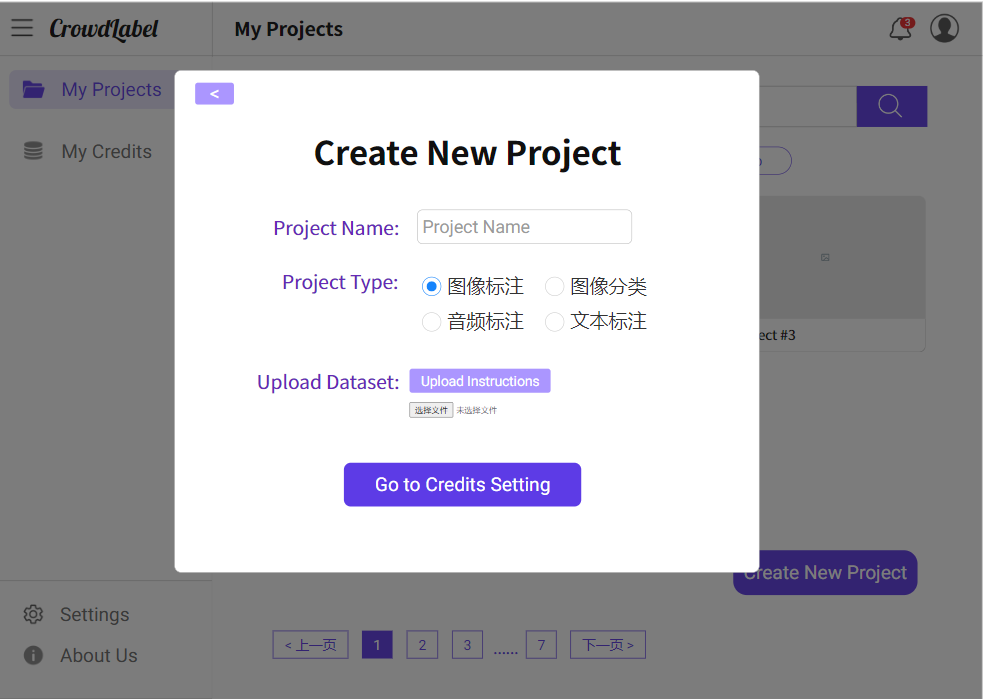 CrowdLabel
My Projects
3
My Projects
My Credits
<
Create New Project
Project Name: Project Name
Project Type: 图像标注 图像分类
音频标注 文本标注
Upload Dataset: Upload Instructions
选择文件 未选择文件
Go to Credits Setting
#3
Create New Project
Settings
About Us
< 上一页 1 2 3 ...... 7 下一页 >